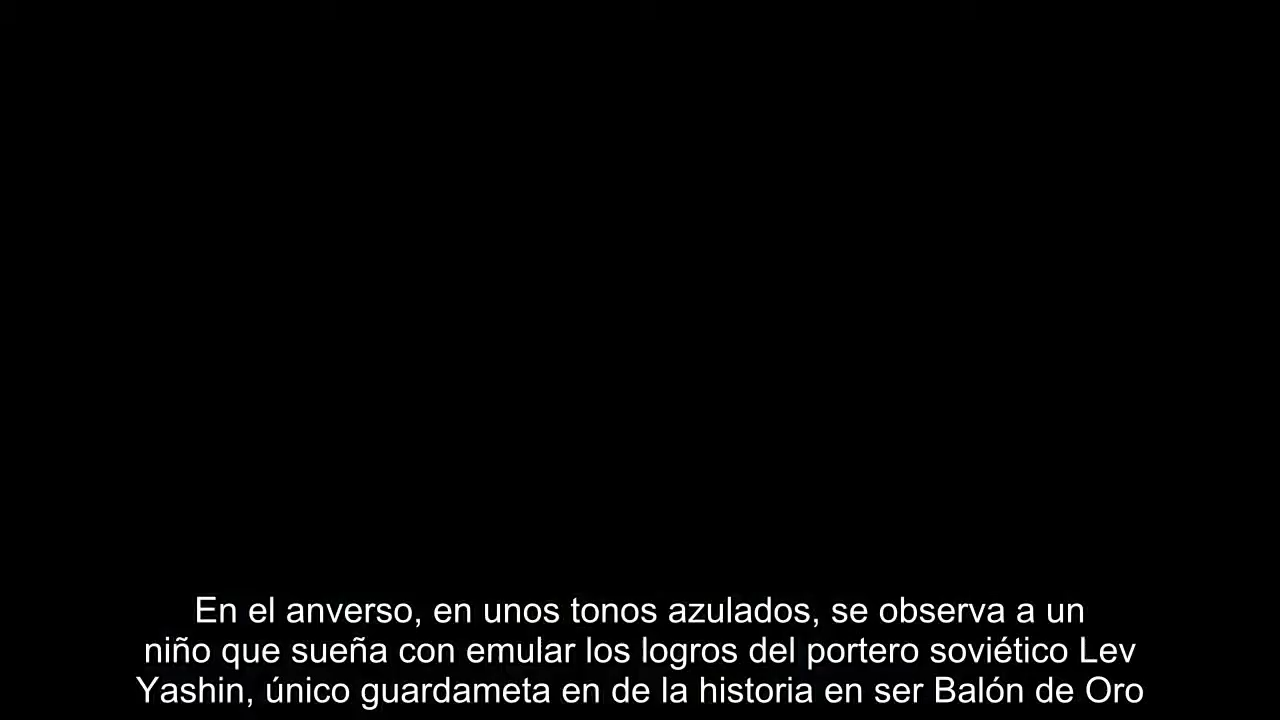 En el anverso, en unos tonos azulados, se observa a un
niño que sueña con emular los logros del portero soviético Lev
Yashin, único guardameta en de la historia en ser Balón de Oro